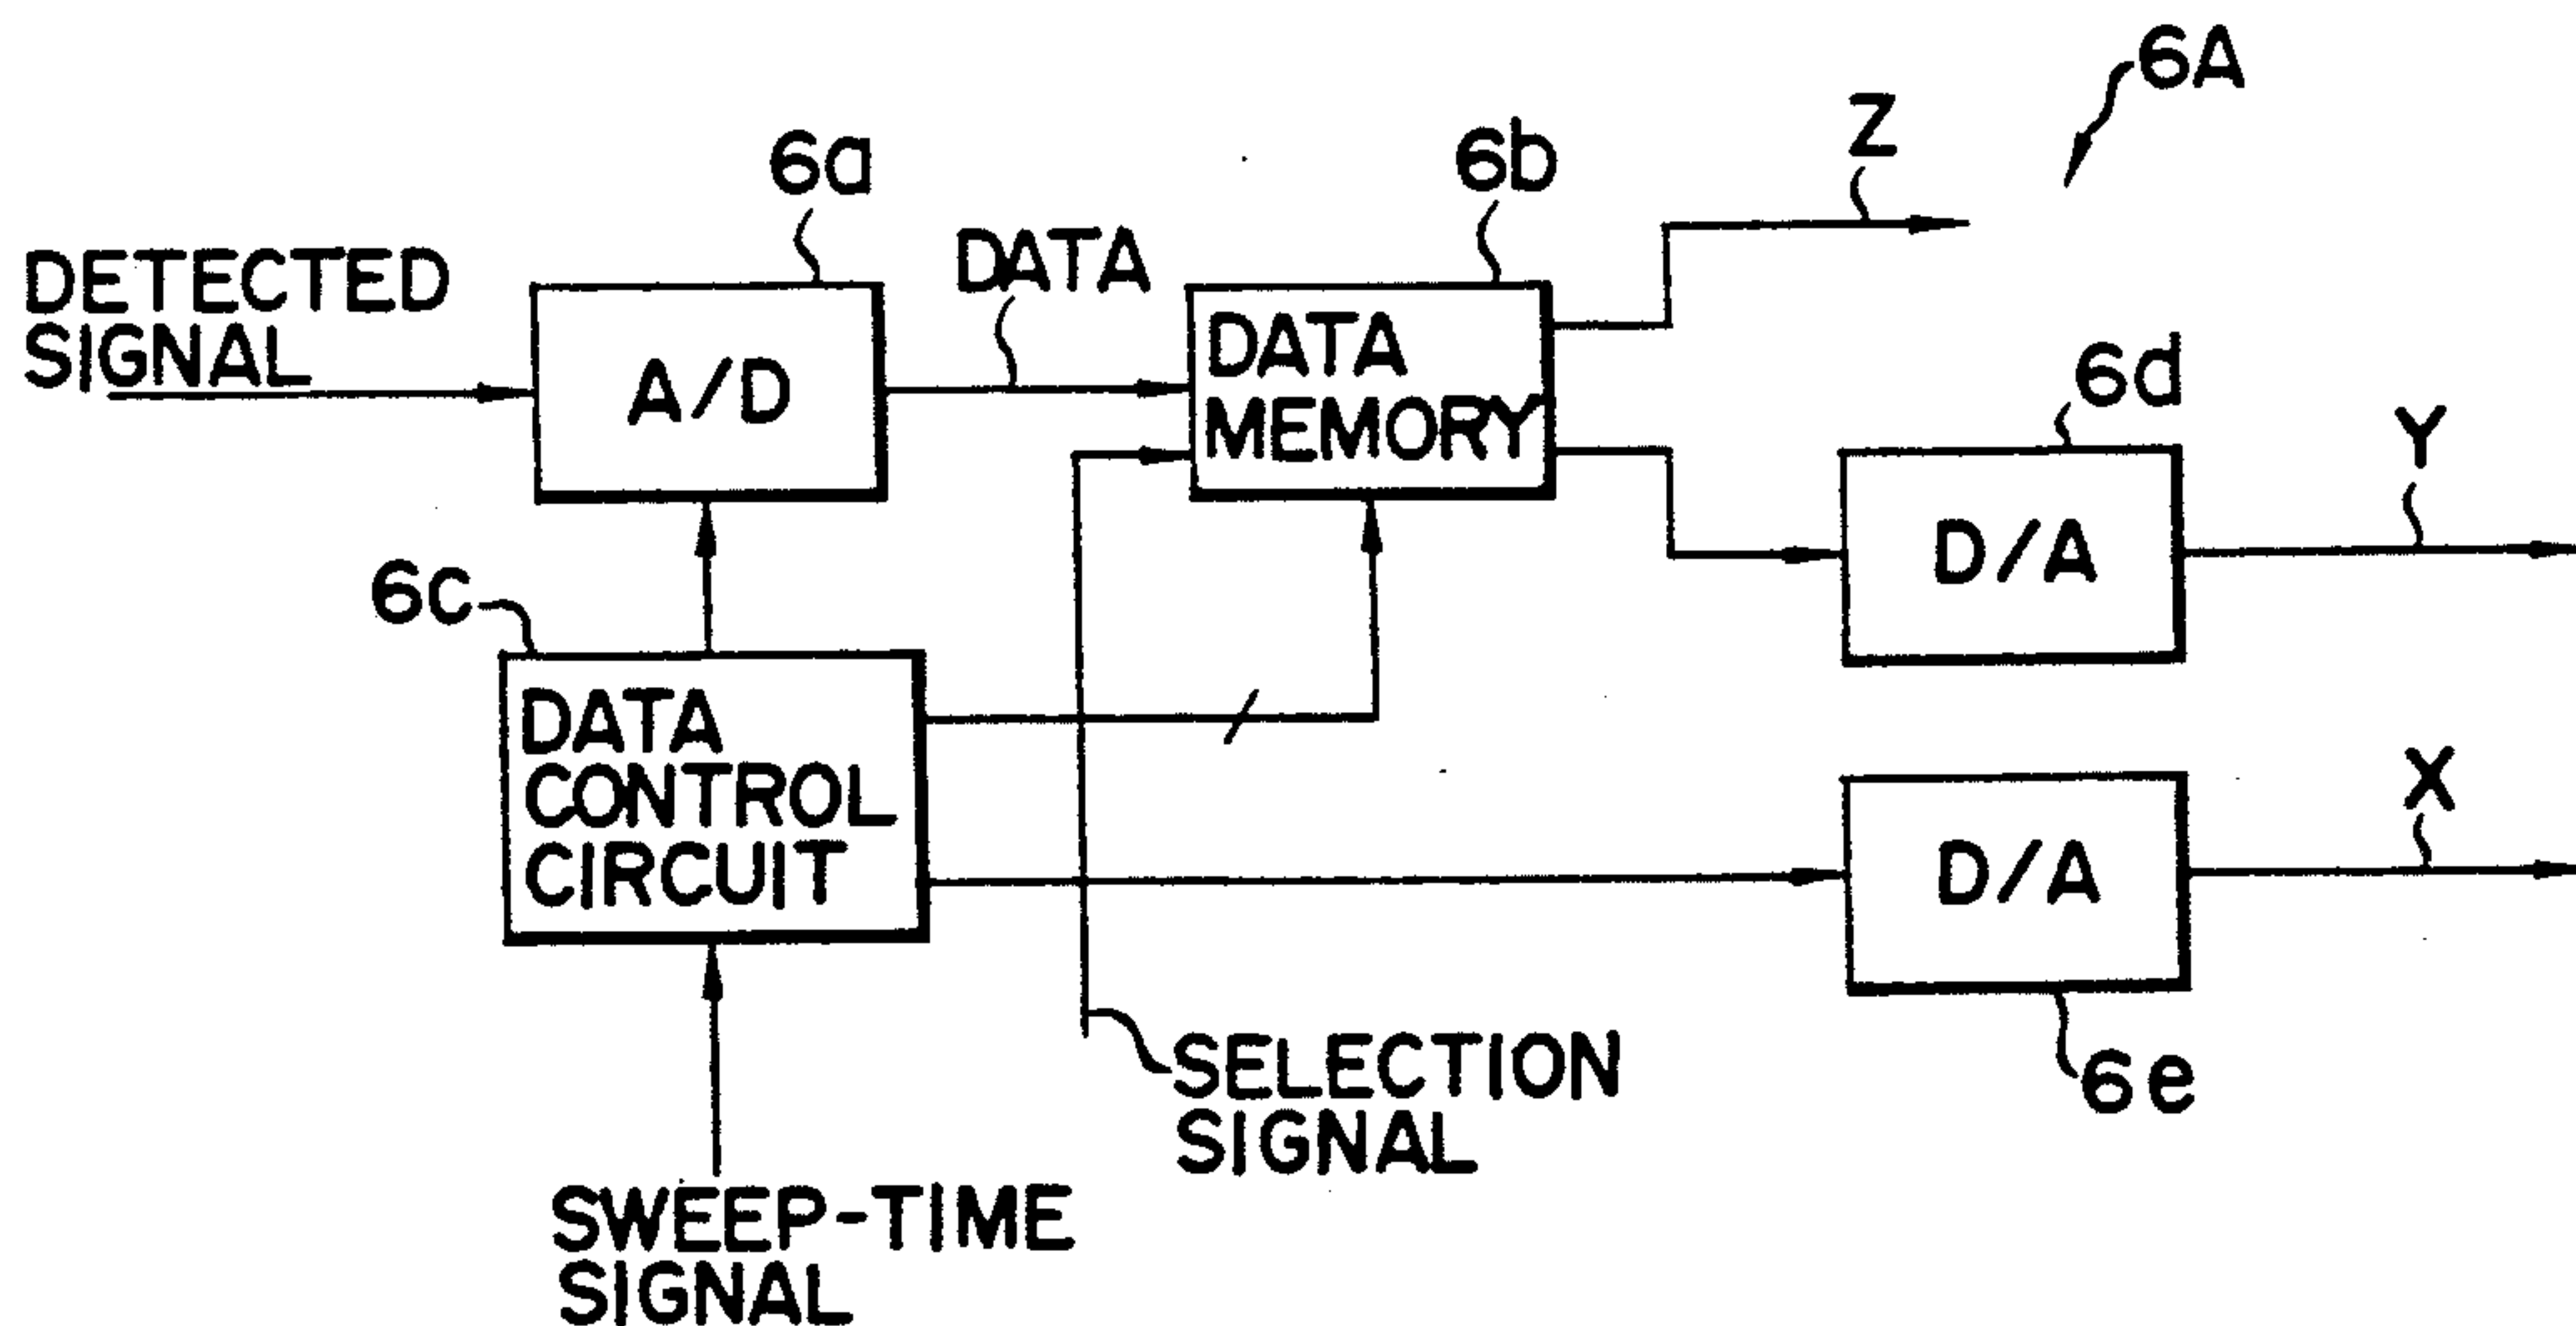 6A
Z
6a
6b
DETECTED
SIGNAL
DATA
A/D
DATA
MEMORY
6d
Y
D/A
6c
DATA
CONTROL
CIRCUIT
X
D/A
SELECTION
SIGNAL
6e
SWEEP-TIME
SIGNAL